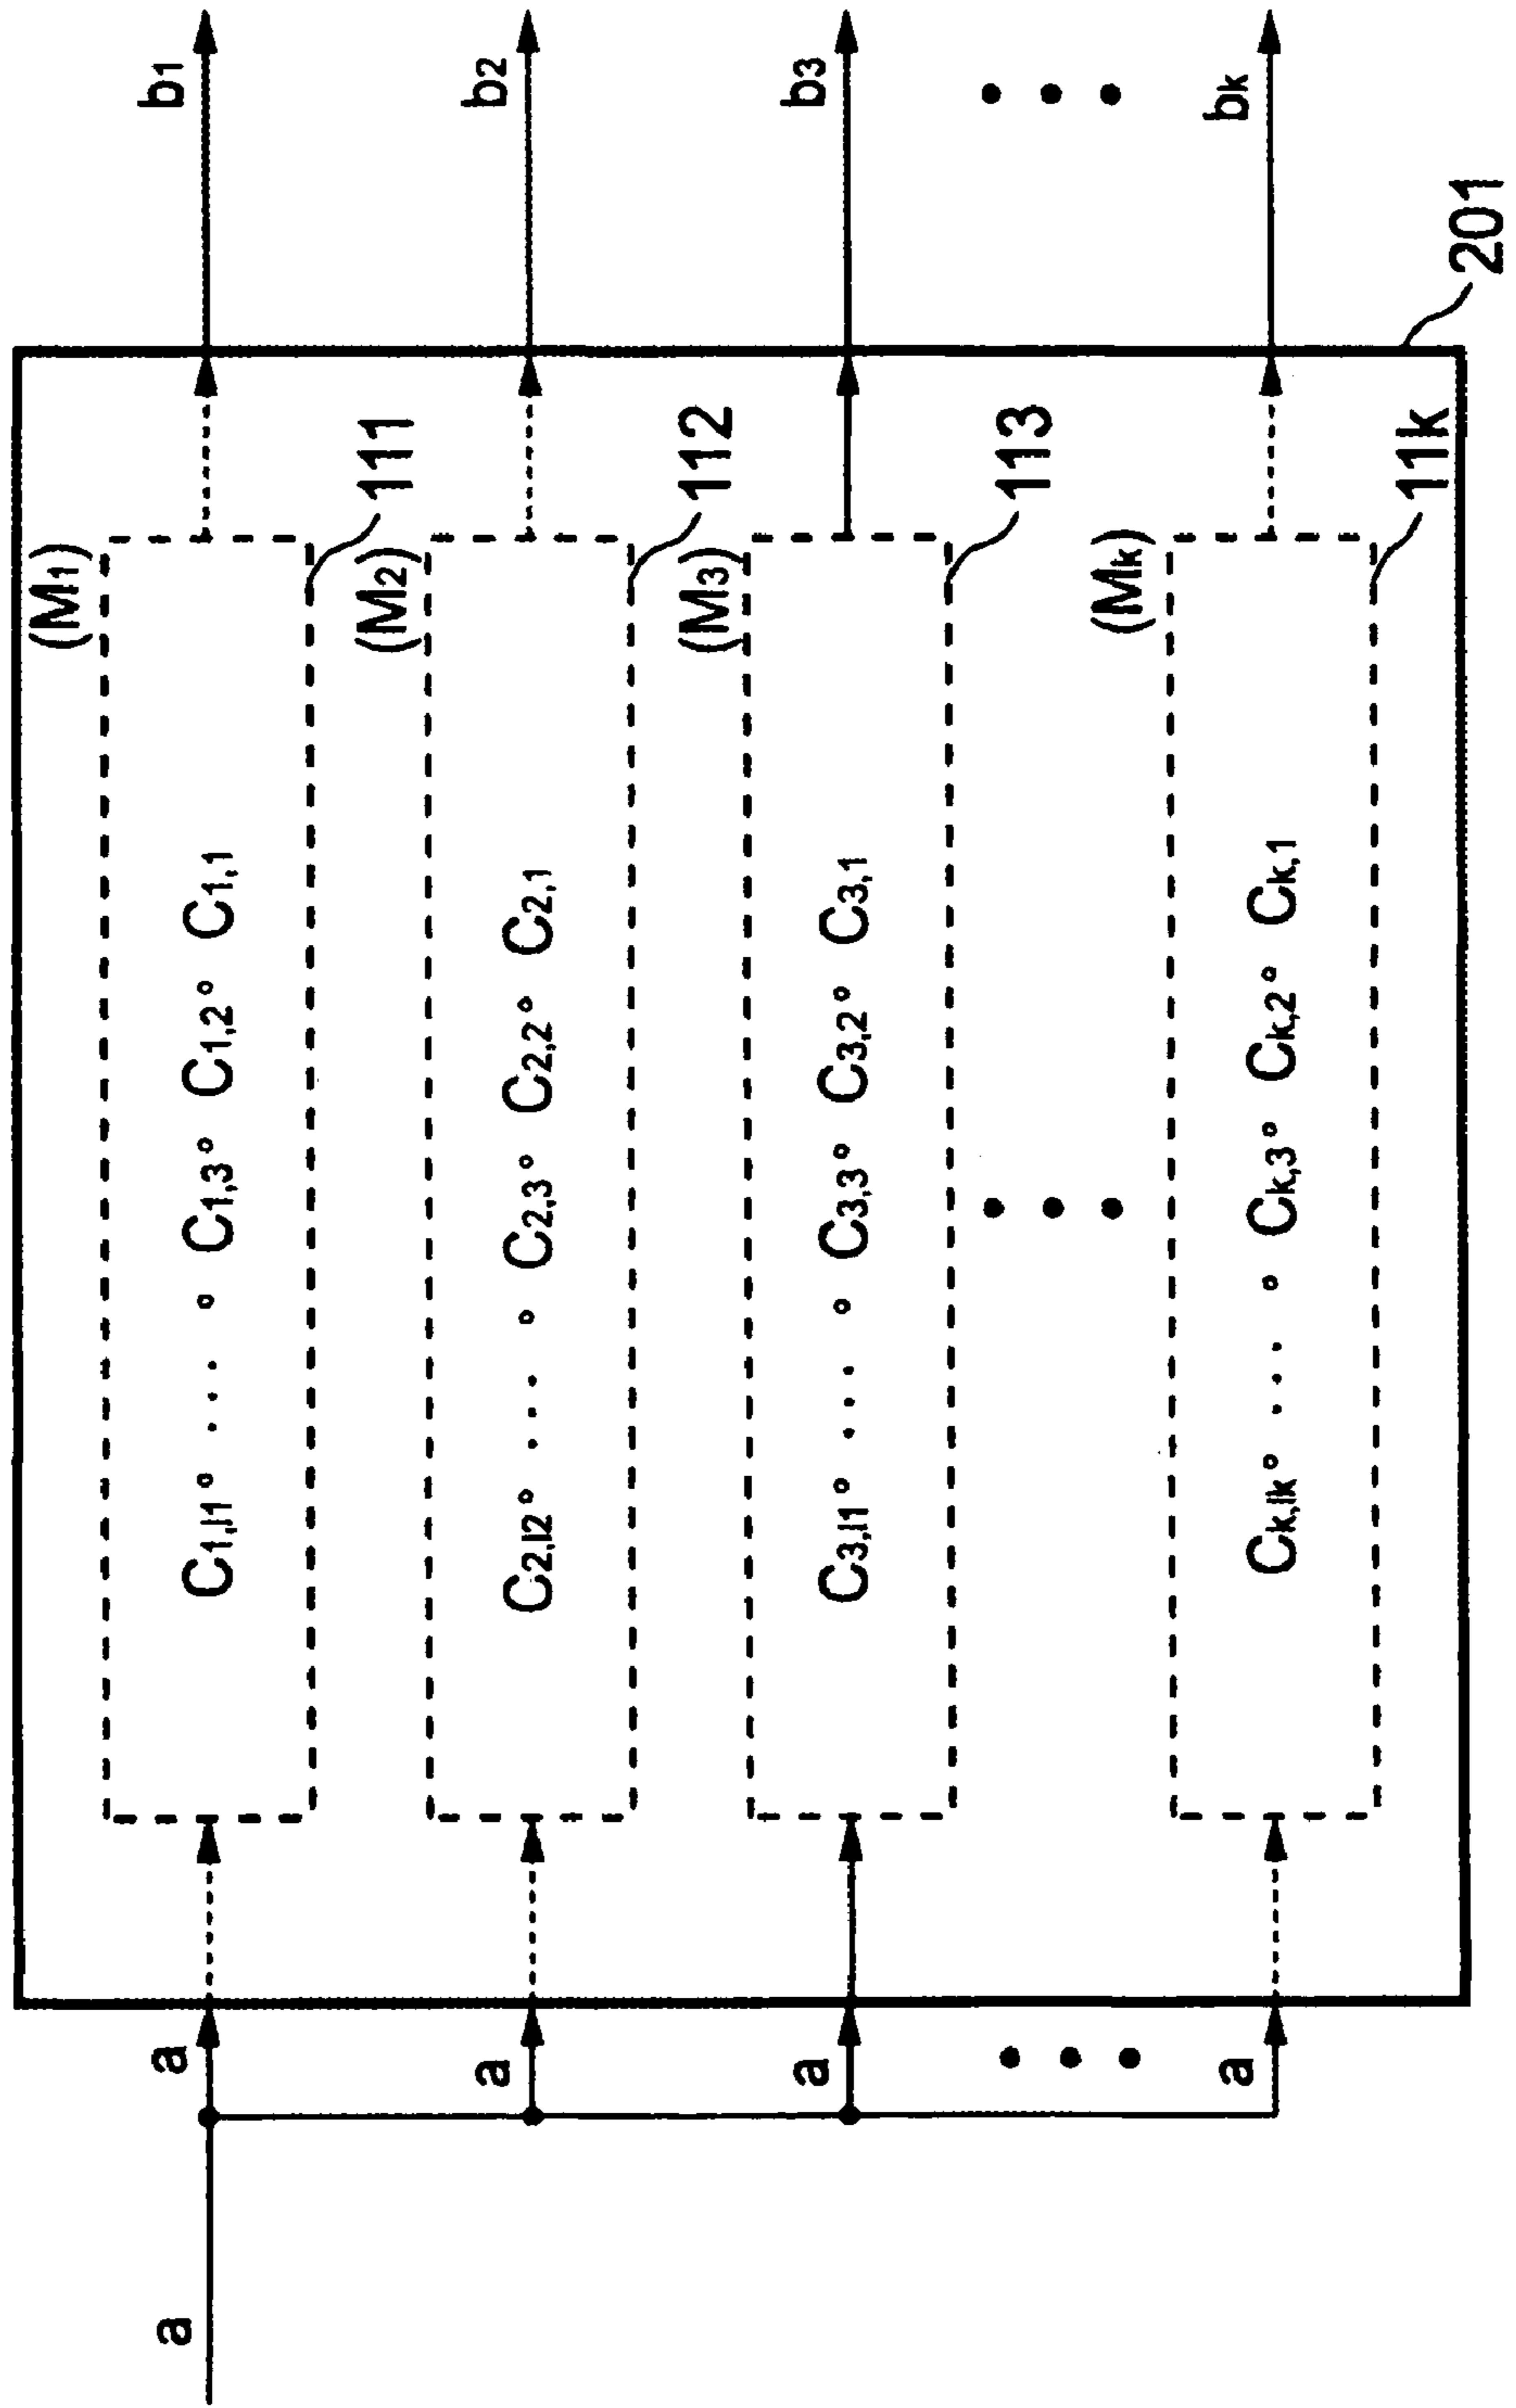 a
a
(M1)
C1,l1° ... ° C1,3° C1,2° C1,1
111
b1
a
(M2)
C2,l2° ... ° C2,3° C2,2° C2,1
112
b2
a
(M3)
C3,l1° ... ° C3,3° C3,2° C3,1
113
b3
• • •
• • •
• • •
a
(Mk)
Ck,lk° ... ° Ck,3° Ck,2° Ck,1
11k
bk
201